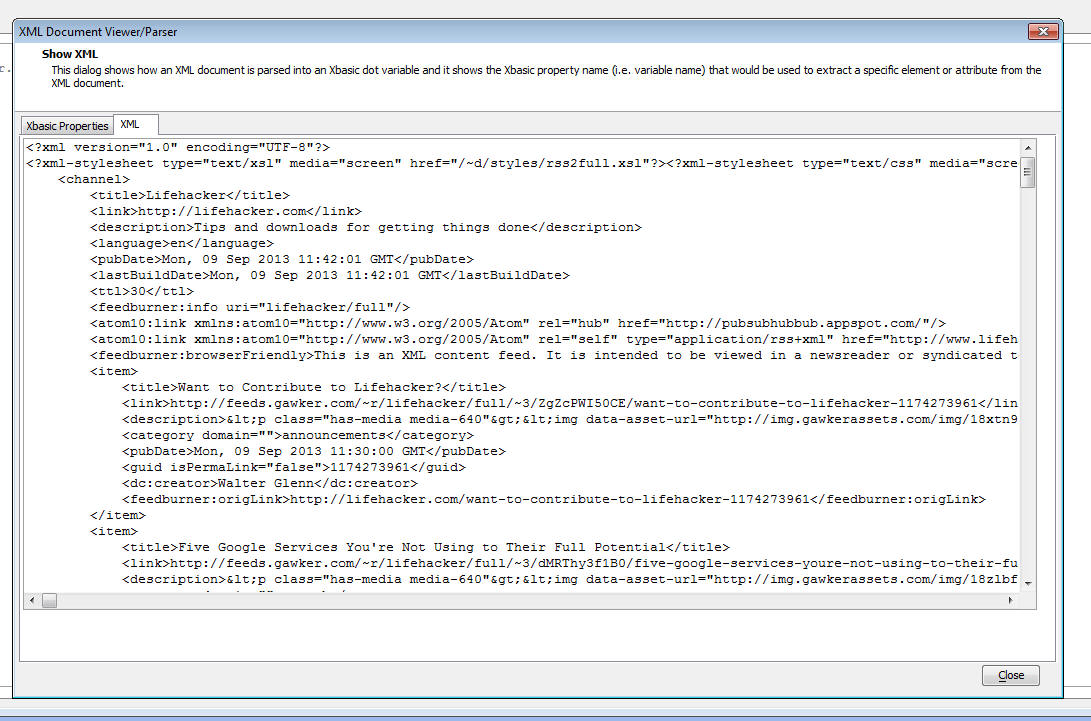 XML Document Viewer/Parser
Show XML
This dialog shows how an XML document is parsed into an Xbasic dot variable and it shows the Xbasic property name (i.e. variable name) that would be used to extract a specific element or attribute from the
XML document.
Xbasic Properties XML
<?xml version="1.0" encoding="UTF-8"?>
<?xml-stylesheet type="text/xsl" media="screen" href="/~d/styles/rss2full.xsl"?><?xml-stylesheet type="text/css" media="scre
<channel>
<title>Lifehacker</title>
<link>http://lifehacker.com</link>
<description>Tips and downloads for getting things done</description>
<language>en</language>
<pubDate>Mon, 09 Sep 2013 11:42:01 GMT</pubDate>
<lastBuildDate>Mon, 09 Sep 2013 11:42:01 GMT</lastBuildDate>
<ttl>30</ttl>
<feedburner:info uri="lifehacker/full"/>
<atom10:link xmlns:atom10="http://www.w3.org/2005/Atom" rel="hub" href="http://pubsubhubbub.appspot.com/"/>
<atom10:link xmlns:atom10="http://www.w3.org/2005/Atom" rel="self" type="application/rss+xml" href="http://www.lifeh
<feedburner:browserFriendly>This is an XML content feed. It is intended to be viewed in a newsreader or syndicated t
<item>
<title>Want to Contribute to Lifehacker?</title>
<link>http://feeds.gawker.com/~r/lifehacker/full/~3/ZgZcPWI50CE/want-to-contribute-to-lifehacker-1174273961</lin
<description>&lt;p class="has-media media-640"&gt;&lt;img data-asset-url="http://img.gawkerassets.com/img/18xtn9
<category domain="">announcements</category>
<pubDate>Mon, 09 Sep 2013 11:30:00 GMT</pubDate>
<guid isPermaLink="false">1174273961</guid>
<dc:creator>Walter Glenn</dc:creator>
<feedburner:origLink>http://lifehacker.com/want-to-contribute-to-lifehacker-1174273961</feedburner:origLink>
</item>
<item>
<title>Five Google Services You're Not Using to Their Full Potential</title>
<link>http://feeds.gawker.com/~r/lifehacker/full/~3/dMRThy3f1B0/five-google-services-youre-not-using-to-their-fu
<description>&lt;p class="has-media media-640"&gt;&lt;img data-asset-url="http://img.gawkerassets.com/img/18zlbf
Close